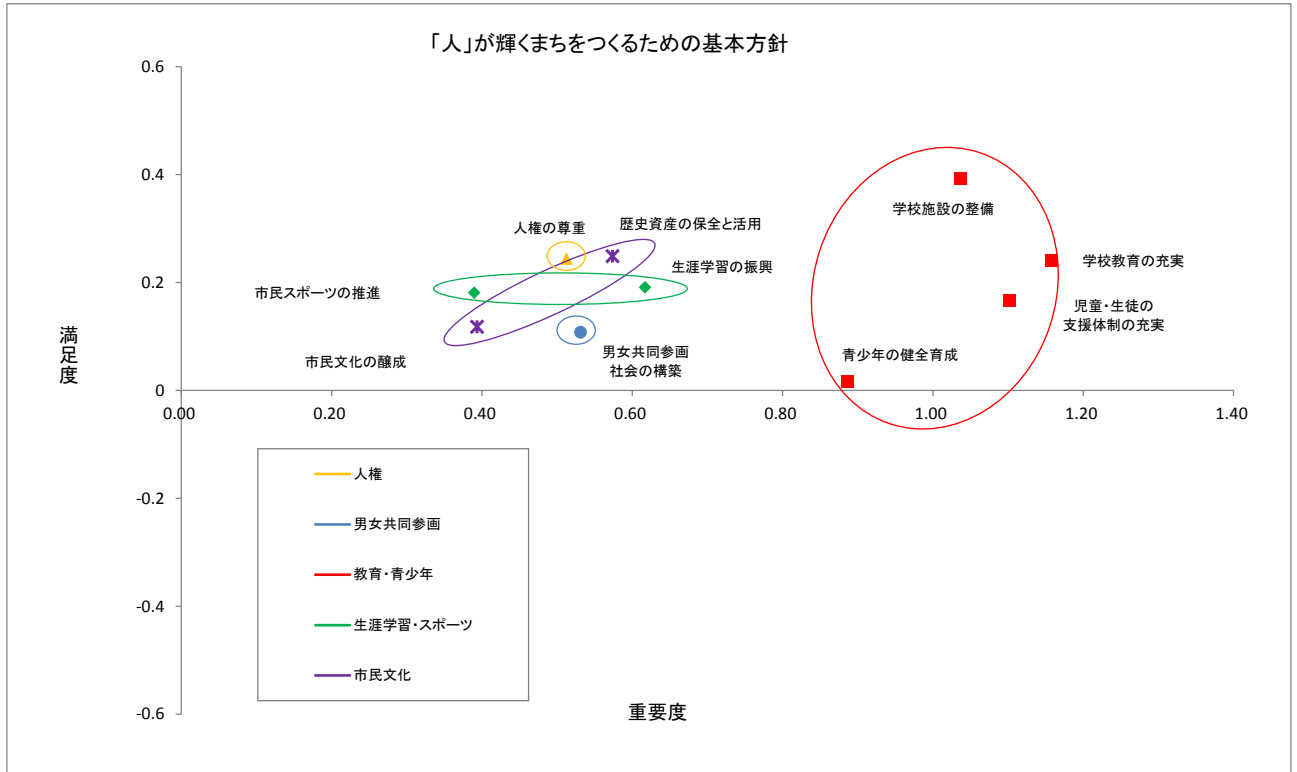 「人」が輝くまちをつくるための基本方針
0.6
0.4
0.2
0
-0.2
-0.4
-0.6
満足度
0.00
0.20
0.40
0.60
0.80
1.00
1.20
1.40
重要度
人権の尊重
歴史資産の保全と活用
生涯学習の振興
市民スポーツの推進
市民文化の醸成
男女共同参画
社会の構築
学校施設の整備
学校教育の充実
児童・生徒の
支援体制の充実
青少年の健全育成
人権
男女共同参画
教育・青少年
生涯学習・スポーツ
市民文化